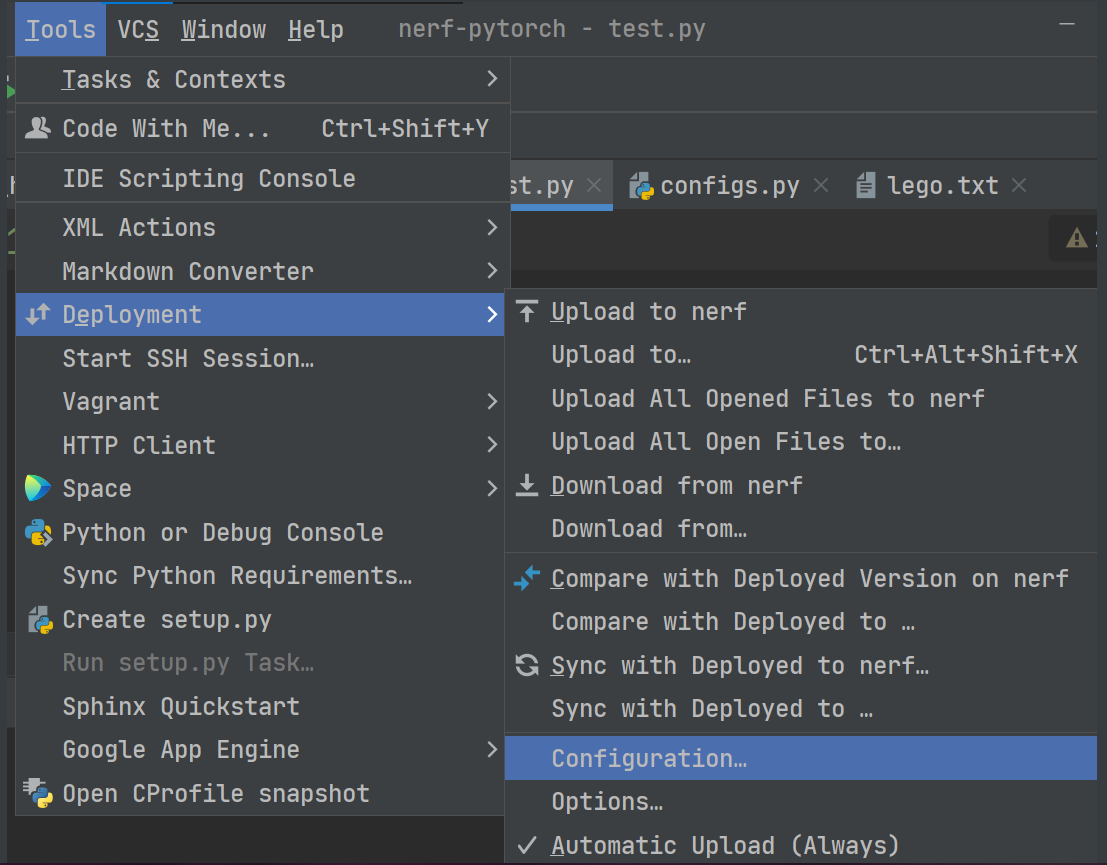 Tools VCS Window Help nerf-pytorch - test.py
Tasks & Contexts
Code With Me... Ctrl+Shift+Y
IDE Scripting Console
st.py configs.py lego.txt
XML Actions
Markdown Converter
Deployment
Start SSH Session…
Vagrant
HTTP Client
Space
Python or Debug Console
Sync Python Requirements…
Create setup.py
Run setup.py Task…
Sphinx Quickstart
Google App Engine
Open CProfile snapshot
Upload to nerf
Upload to… Ctrl+Alt+Shift+X
Upload All Opened Files to nerf
Upload All Open Files to…
Download from nerf
Download from…
Compare with Deployed Version on nerf
Compare with Deployed to …
Sync with Deployed to nerf…
Sync with Deployed to …
Configuration…
Options…
Automatic Upload (Always)